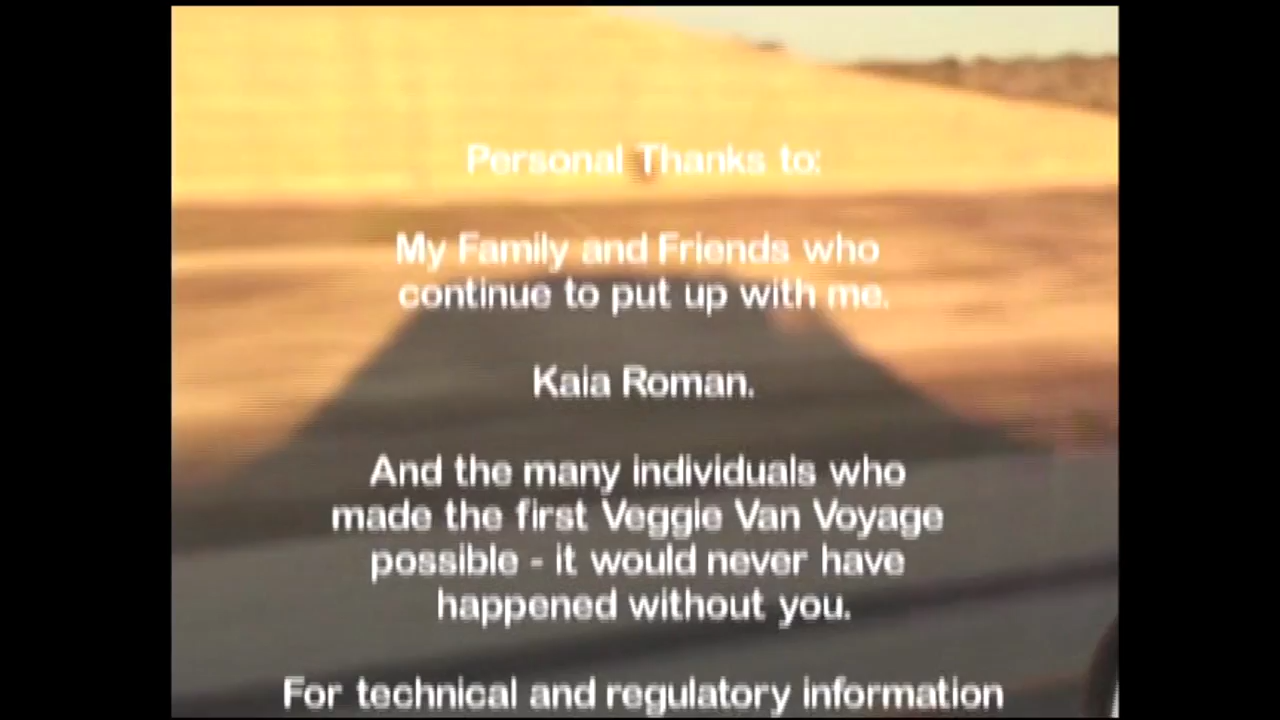 Personal Thanks to:
My Family and Friends who
continue to put up with me.
Kaia Roman.
And the many individuals who
made the first Veggie Van Voyage
possible - it would never have
happened without you.
For technical and regulatory information